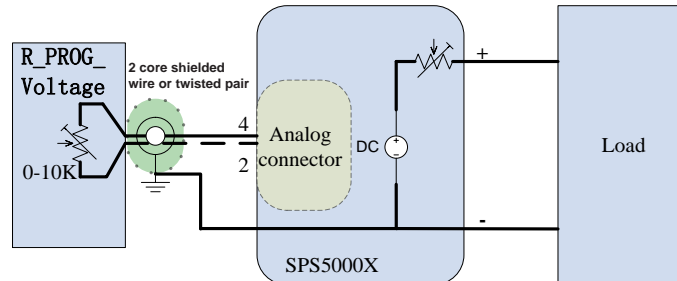 R_PROG_
Voltage
0-10K
2 core shielded
wire or twisted pair
4
2
Analog
connector
DC
+
-
+
-
SPS5000X
Load